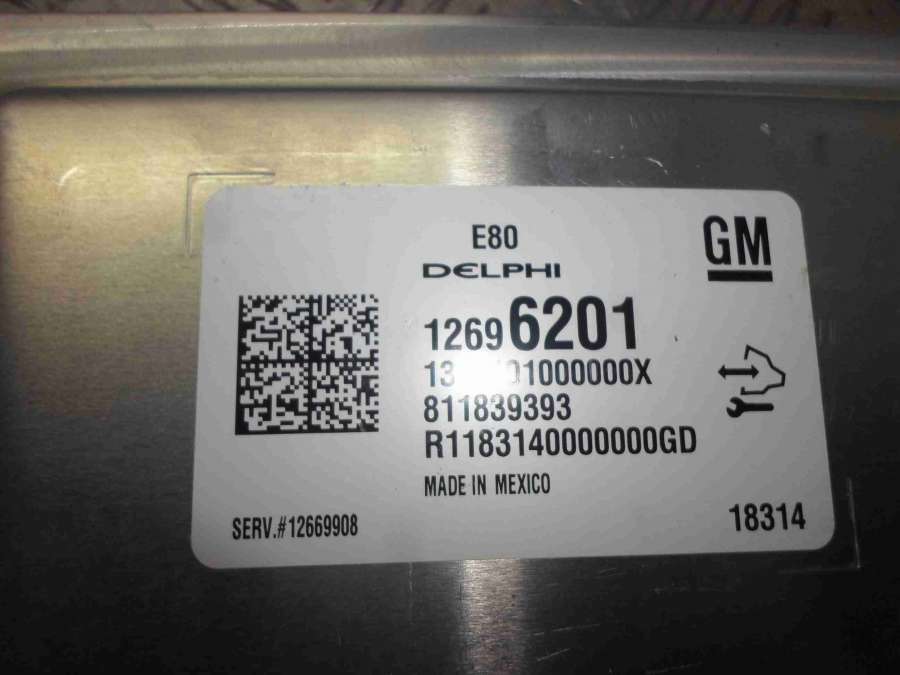 E80
GM
DELPHI
12696201
811839393
R1183140000000GD
MADE IN MEXICO
SERV.#12669908
18314